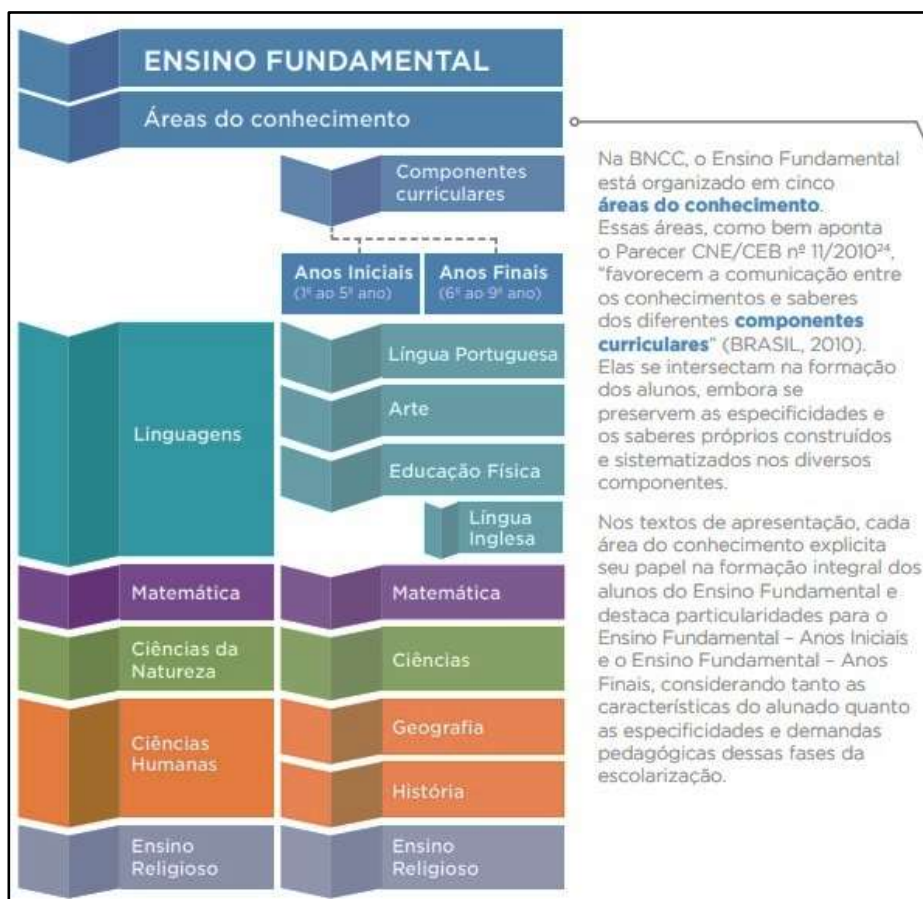 ENSINO FUNDAMENTAL
Áreas do conhecimento
Componentes
curriculares
Anos Iniciais
(1º ao 5º ano)
Anos Finais
(6º ao 9º ano)
Linguagens
Língua Portuguesa
Arte
Educação Física
Língua
Inglesa
Matemática
Matemática
Ciências da
Natureza
Ciências
Ciências
Humanas
Geografia
História
Ensino
Religioso
Ensino
Religioso
Na BNCC, o Ensino Fundamental
está organizado em cinco
áreas do conhecimento.
Essas áreas, como bem aponta
o Parecer CNE/CEB nº 11/2010²⁴,
“favorecem a comunicação entre
os conhecimentos e saberes
dos diferentes componentes
curriculares” (BRASIL, 2010).
Elas se intersectam na formação
dos alunos, embora se
preservem as especificidades e
os saberes próprios construídos
e sistematizados nos diversos
componentes.
Nos textos de apresentação, cada
área do conhecimento explicita
seu papel na formação integral dos
alunos do Ensino Fundamental e
destaca particularidades para o
Ensino Fundamental – Anos Iniciais
e o Ensino Fundamental – Anos
Finais, considerando tanto as
características do alunado quanto
as especificidades e demandas
pedagógicas dessas fases da
escolarização.